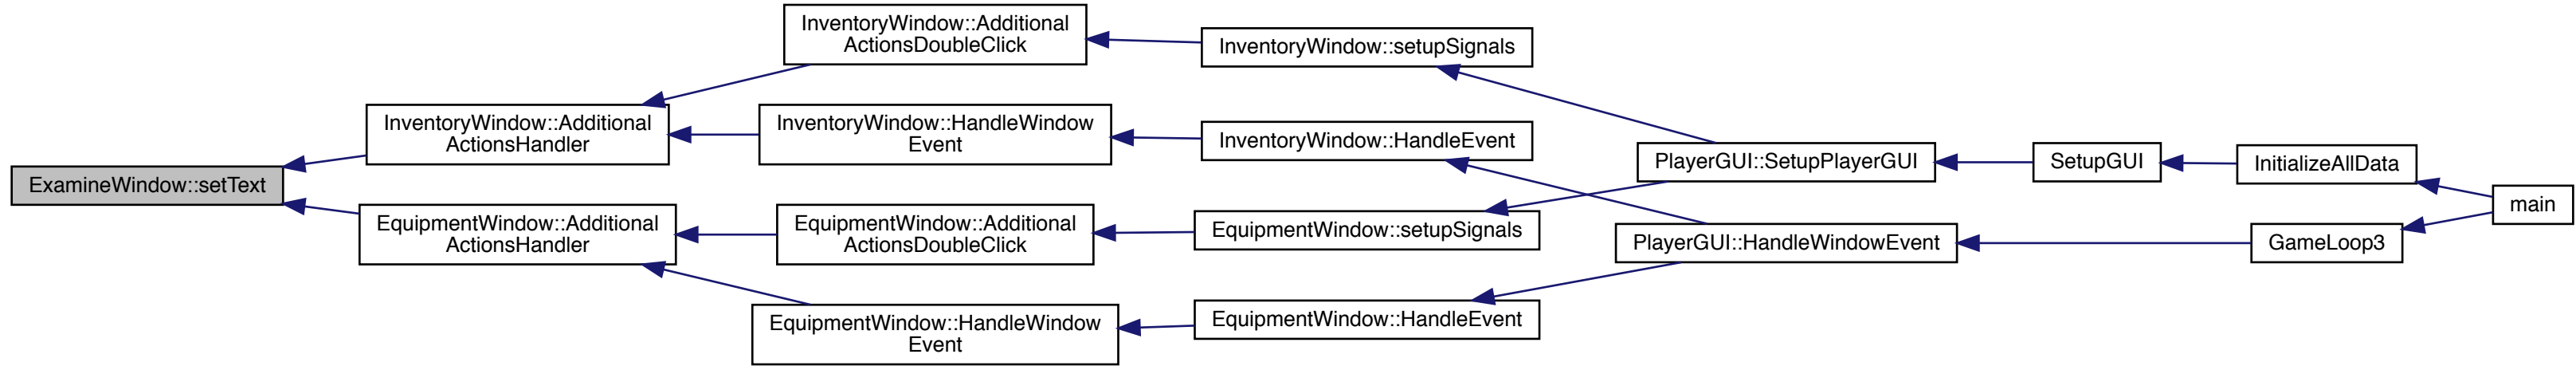 InventoryWindow::Additional
ActionsDoubleClick
InventoryWindow::setupSignals
InventoryWindow::Additional
ActionsHandler
InventoryWindow::HandleWindow
Event
InventoryWindow::HandleEvent
PlayerGUI::SetupPlayerGUI
SetupGUI
InitializeAllData
ExamineWindow::setText
main
EquipmentWindow::Additional
ActionsHandler
EquipmentWindow::Additional
ActionsDoubleClick
EquipmentWindow::setupSignals
PlayerGUI::HandleWindowEvent
GameLoop3
EquipmentWindow::HandleWindow
Event
EquipmentWindow::HandleEvent